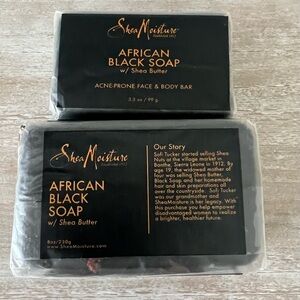 SheaMoisture
ESTABLISHED 1912
AFRICAN
BLACK SOAP
w/ Shea Butter
ACNE-PRONE FACE & BODY BAR
3.5 oz / 99 g
SheaMoisture
AFRICAN
BLACK
SOAP
w/ Shea Butter
8oz/230g
www.SheaMoisture.com
Our Story
Sofi Tucker started selling Shea
Nuts at the village market in
Bonthe, Sierra Leone in 1912. By
age 19, the widowed mother of
four was selling Shea Butter,
Black Soap and her homemade
hair and skin preparations all
over the countryside. Sofi Tucker
was our grandmother and
SheaMoisture is her legacy. With
this purchase you help empower
disadvantaged women to realize
a brighter, healthier future.